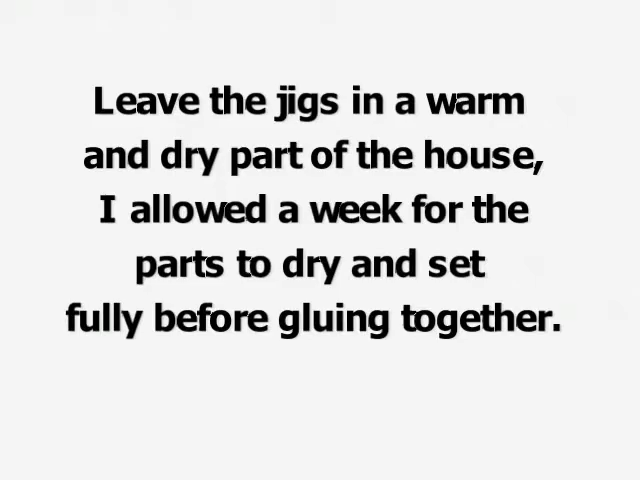 Leave the jigs in a warm
and dry part of the house,
I allowed a week for the
parts to dry and set
fully before gluing together.